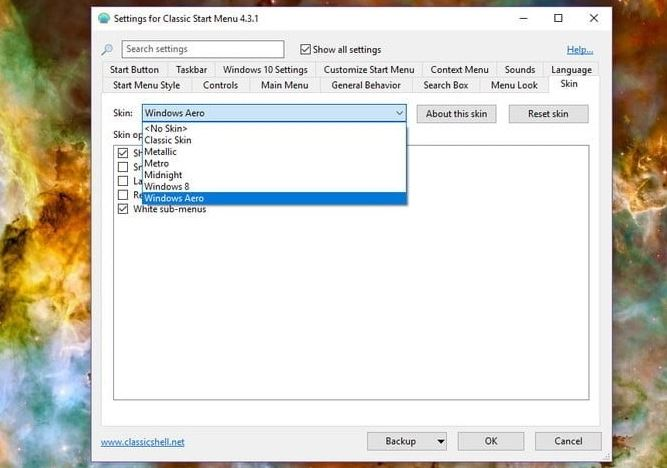 Settings for Classic Start Menu 4.3.1
Search settings
Show all settings
Help...
Start Button Taskbar Windows 10 Settings Customize Start Menu Context Menu Sounds Language
Start Menu Style Controls Main Menu General Behavior Search Box Menu Look Skin
Skin: Windows Aero About this skin Reset skin
<No Skin>
Classic Skin
Metallic
Metro
Midnight
Windows 8
Windows Aero
White sub-menus
www.classicshell.net
Backup OK Cancel